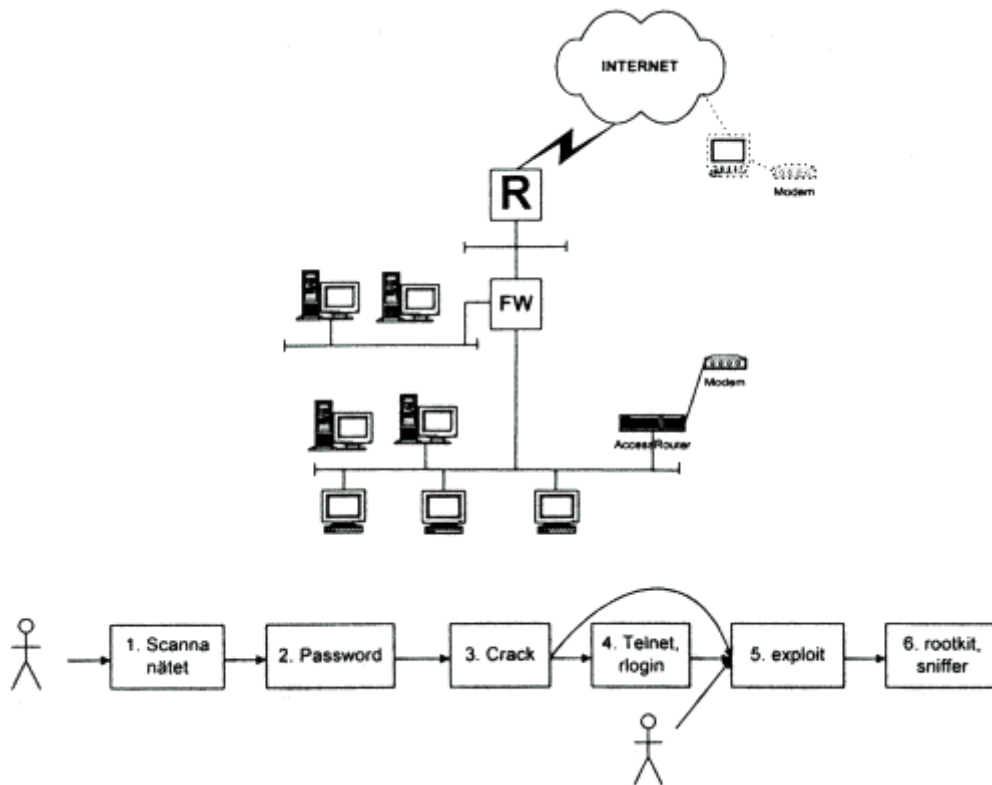 INTERNET
Modem
R
FW
Modem
AccessRouter
1. Scanna
nätet
2. Password
3. Crack
4. Telnet,
rlogin
5. exploit
6. rootkit,
sniffer